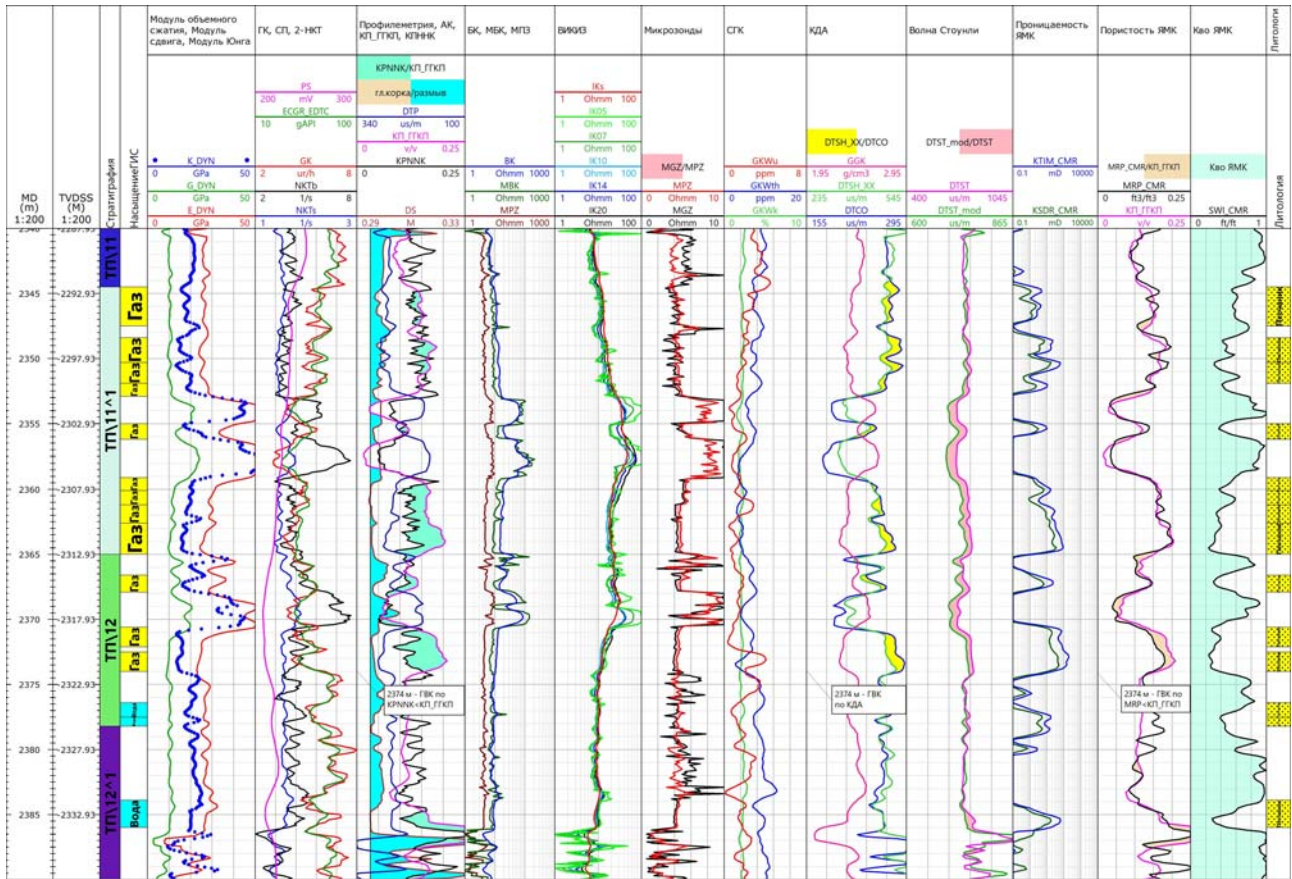 Модуль объемного
сжатия, Модуль
сдвига, Модуль Юнга
ГК, СП, 2-НКТ
Профилеметрия, АК,
КП_ГГКП, КПННК
БК, МБК, МПЗ
ВИКИЗ
Микрозонды
СГК
КДА
Волна Стоунли
Проницаемость
ЯМК
Пористость ЯМК
Кво ЯМК
Литологи
MD
(m)
1:200
TVDSS
(M)
1:200
Стратиграфия
НасыщениеГИС
K_DYN
0 GPa 50
G_DYN
0 GPa 50
E_DYN
0 GPa 50
PS
200 mV 300
ECGR_EDTC
10 gAPI 100
GK
2 ur/h 8
NKTb
2 1/s 8
NKTs
1 1/s 3
KPNNK/КП_ГГКП
гл.корка/размыв
DTP
340 us/m 100
КП_ГГКП
0 v/v 0.25
KPNNK
0 0.25
DS
0.29 M 0.33
BK
1 Ohmm 1000
MBK
1 Ohmm 1000
MPZ
1 Ohmm 1000
IKs
1 Ohmm 100
IK05
1 Ohmm 100
IK07
1 Ohmm 100
IK10
1 Ohmm 100
IK14
1 Ohmm 100
IK20
1 Ohmm 100
MGZ/MPZ
MPZ
0 Ohmm 10
MGZ
0 Ohmm 10
GKWu
0 ppm 8
GKWth
0 ppm 20
GKWk
0 % 10
DTSH_XX/DTCO
GGK
1.95 g/cm3 2.95
DTSH_XX
235 us/m 545
DTCO
155 us/m 295
DTST_mod/DTST
DTST
400 us/m 1045
DTST_mod
600 us/m 865
KTIM_CMR
0.1 mD 10000
KSDR_CMR
0.1 mD 10000
MRP_CMR/КП_ГГКП
MRP_CMR
0 ft3/ft3 0.25
КП_ГГКП
0 v/v 0.25
Кво ЯМК
SWI_CMR
0 ft/ft 1
Литология
2340
-2287.93
ТП\11
2345
-2292.93
Газ
2350
-2297.93
Газ
Газ
Газ
ТП\11^1
2355
-2302.93
Газ
2360
-2307.93
Газ
Газ
Газ
2365
-2312.93
Газ
2370
-2317.93
ТП\12
Газ
Газ
2375
-2322.93
2374 м - ГВК по
KPNNK<КП_ГГКП
2374 м - ГВК
по КДА
2374 м - ГВК по
MRP<КП_ГГКП
2380
-2327.93
ТП\12^1
2385
-2332.93
Вода